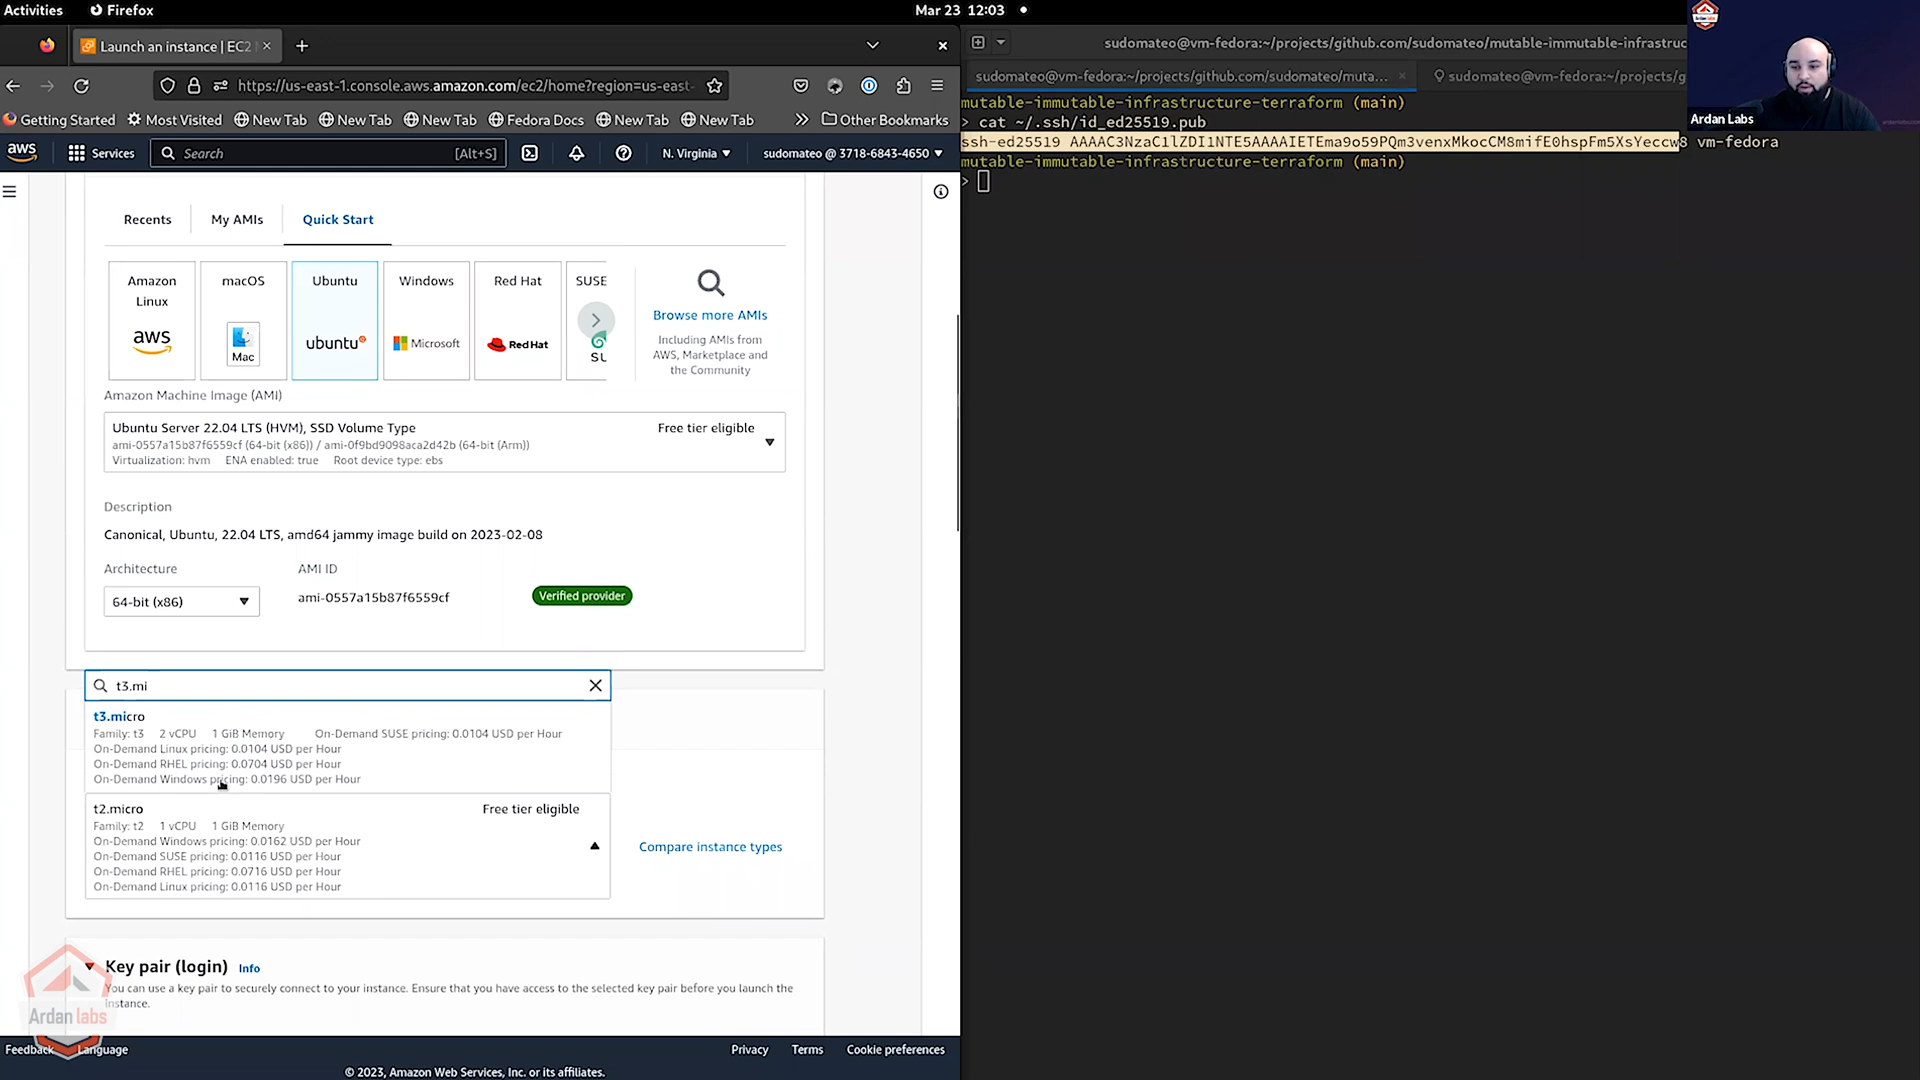 Activities Firefox Mar 23 12:03
Launch an instance | EC2
sudomateo@vm-fedora:~/projects/github.com/sudomateo/mutable-immutable-infrastruc
https://us-east-1.console.aws.amazon.com/ec2/home?region=us-east-
sudomateo@vm-fedora:~/projects/github.com/sudomateo/muta... sudomateo@vm-fedora:~/projects/g
Getting Started Most Visited New Tab New Tab New Tab Fedora Docs New Tab New Tab Other Bookmarks
aws Services Search [Alt+S] N. Virginia sudomateo @ 3718-6843-4650
mutable-immutable-infrastructure-terraform (main)
> cat ~/.ssh/id_ed25519.pub
ssh-ed25519 AAAAC3NzaC1lZDI1NTE5AAAAIETEma9o59PQm3venxMkocCM8mifE0hspFm5XsYeccw8 vm-fedora
mutable-immutable-infrastructure-terraform (main)
>
Ardan Labs
Recents My AMIs Quick Start
Amazon Linux
aws
macOS
Mac
Ubuntu
ubuntu
Windows
Microsoft
Red Hat
Red Hat
SUSE
SU
Browse more AMIs
Including AMIs from
AWS, Marketplace and
the Community
Amazon Machine Image (AMI)
Ubuntu Server 22.04 LTS (HVM), SSD Volume Type Free tier eligible
ami-0557a15b87f6559cf (64-bit (x86)) / ami-0f9bd9098aca2d42b (64-bit (Arm))
Virtualization: hvm ENA enabled: true Root device type: ebs
Description
Canonical, Ubuntu, 22.04 LTS, amd64 jammy image build on 2023-02-08
Architecture AMI ID
64-bit (x86) ami-0557a15b87f6559cf Verified provider
t3.mi
t3.micro
Family: t3 2 vCPU 1 GiB Memory On-Demand SUSE pricing: 0.0104 USD per Hour
On-Demand Linux pricing: 0.0104 USD per Hour
On-Demand RHEL pricing: 0.0704 USD per Hour
On-Demand Windows pricing: 0.0196 USD per Hour
t2.micro Free tier eligible
Family: t2 1 vCPU 1 GiB Memory
On-Demand Windows pricing: 0.0162 USD per Hour
On-Demand SUSE pricing: 0.0116 USD per Hour
On-Demand RHEL pricing: 0.0716 USD per Hour
On-Demand Linux pricing: 0.0116 USD per Hour
Compare instance types
Key pair (login) Info
You can use a key pair to securely connect to your instance. Ensure that you have access to the selected key pair before you launch the
instance.
Ardan labs
Feedback Language Privacy Terms Cookie preferences
© 2023, Amazon Web Services, Inc. or its affiliates.